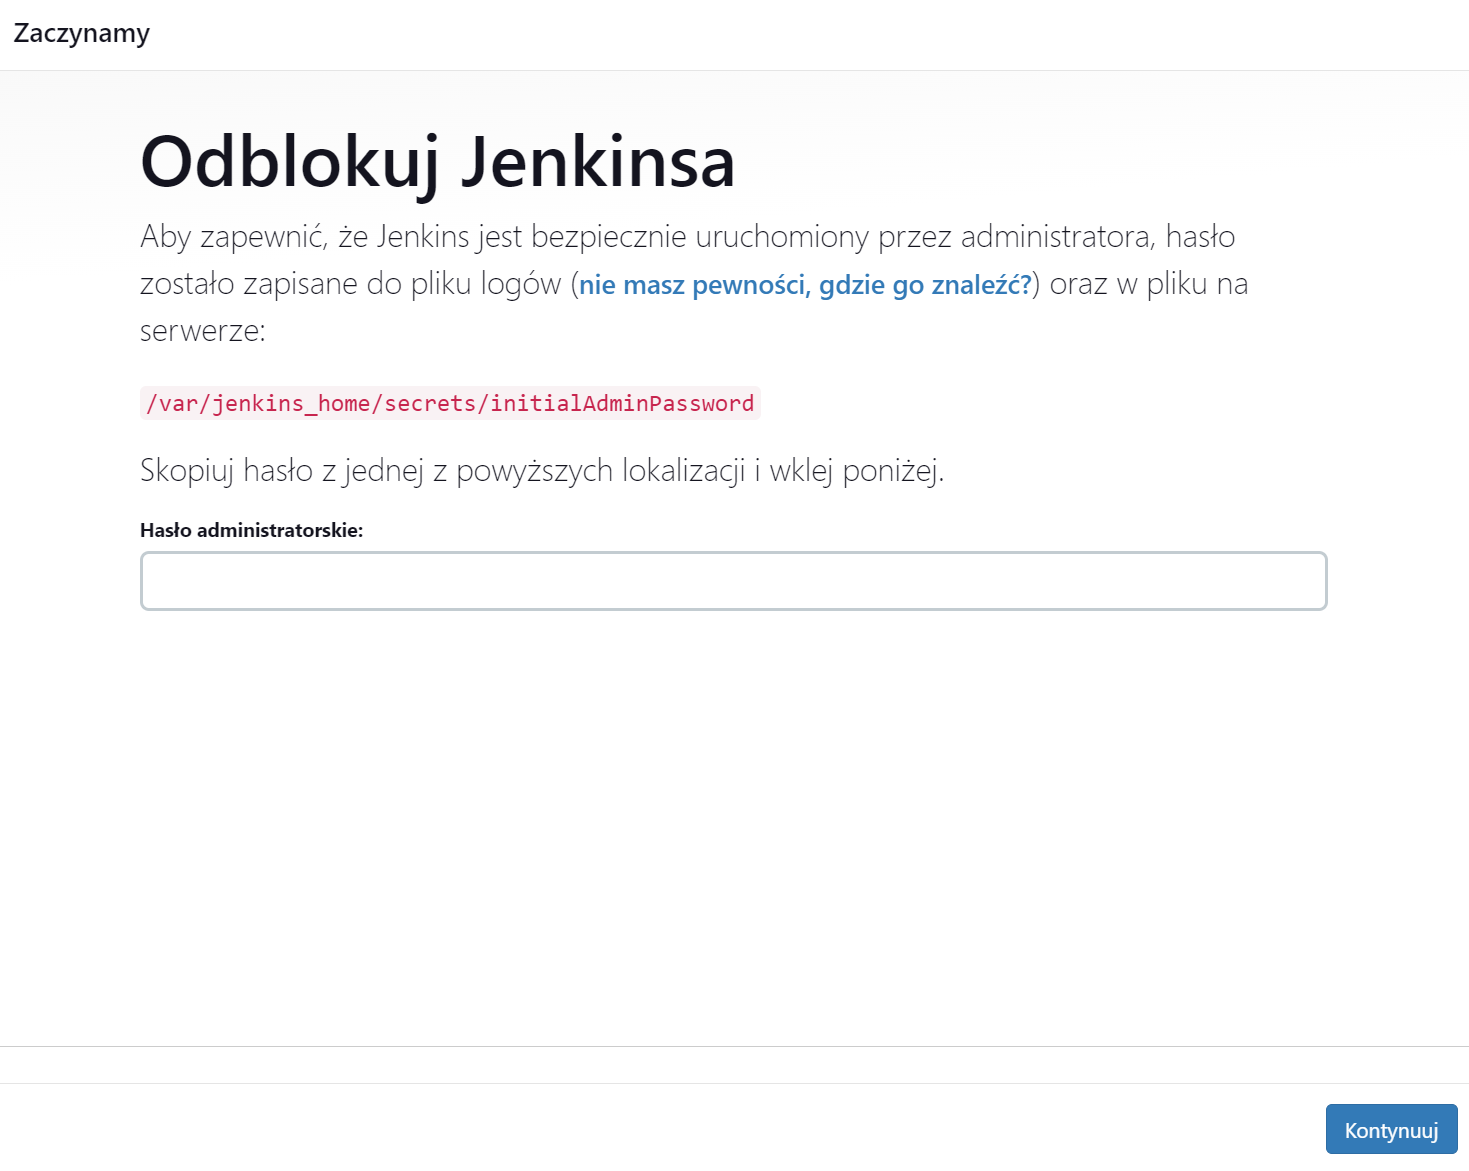 Zaczynamy
Odblokuj Jenkinsa
Aby zapewnić, że Jenkins jest bezpiecznie uruchomiony przez administratora, hasło
zostało zapisane do pliku logów (nie masz pewności, gdzie go znaleźć?) oraz w pliku na
serwerze:
/var/jenkins_home/secrets/initialAdminPassword
Skopiuj hasło z jednej z powyższych lokalizacji i wklej poniżej.
Hasło administratorskie:
Kontynuuj